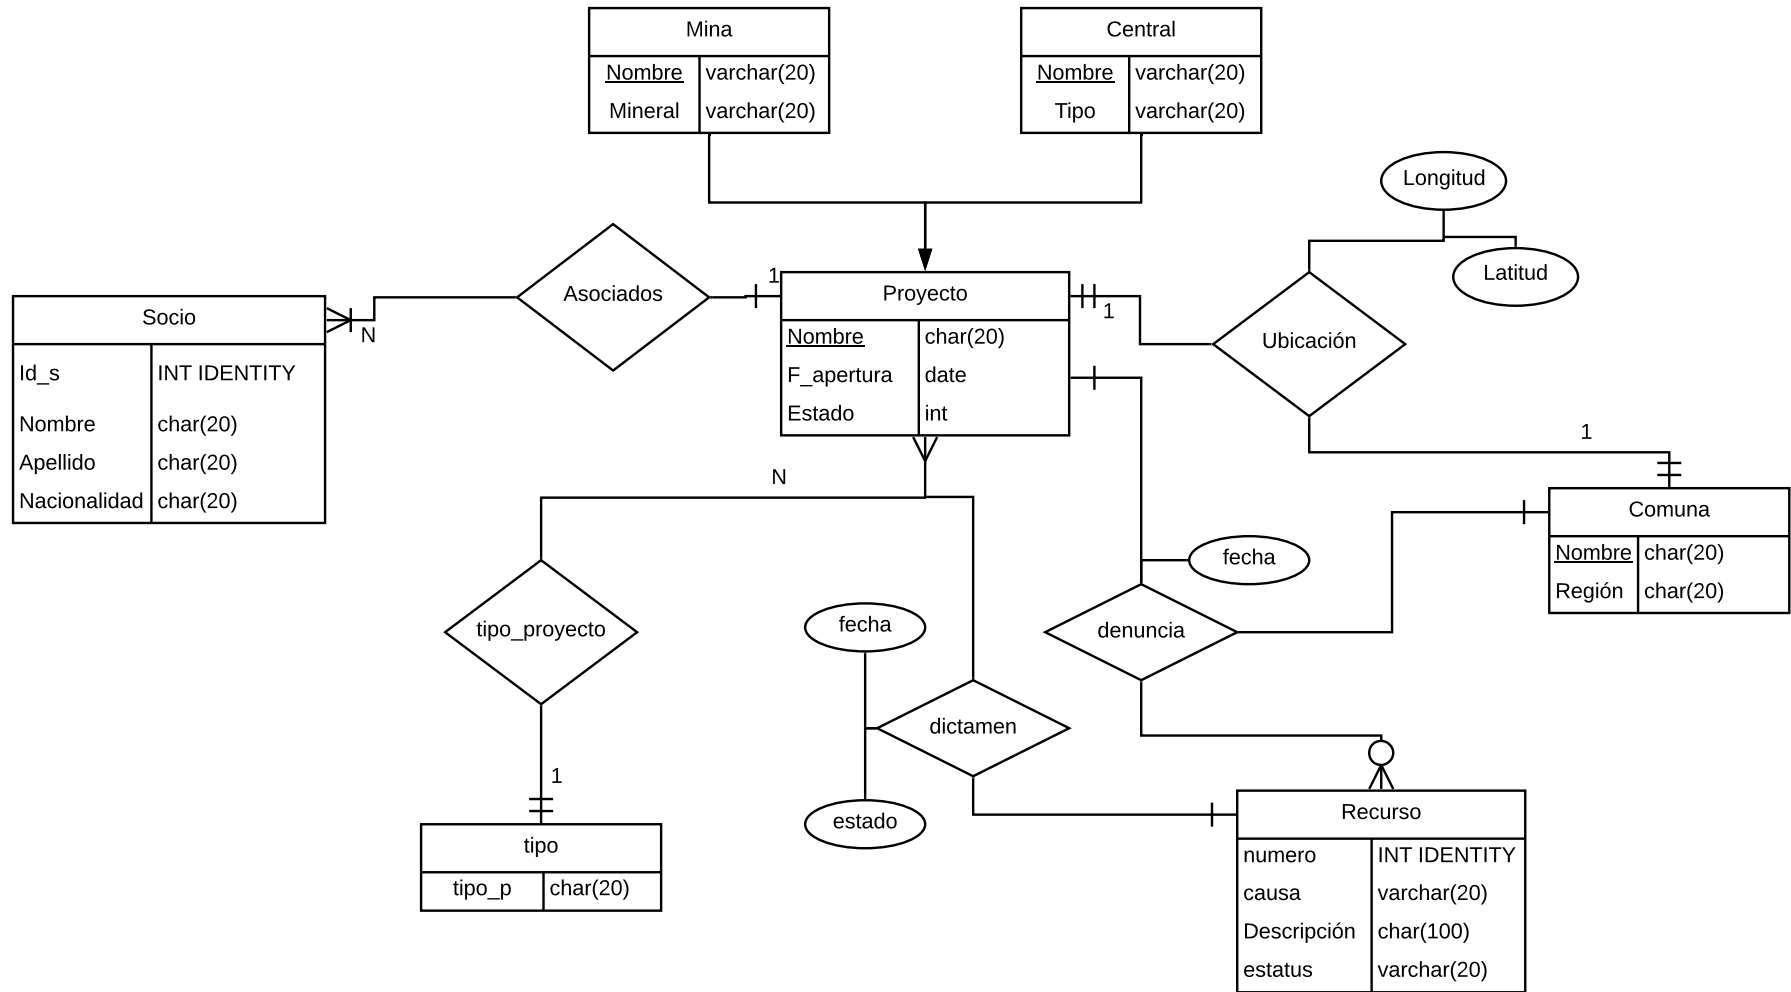 Mina
Nombre varchar(20)
Mineral varchar(20)
Central
Nombre varchar(20)
Tipo varchar(20)
Longitud
Latitud
Asociados
1
N
Socio
Id_s INT IDENTITY
Nombre char(20)
Apellido char(20)
Nacionalidad char(20)
Proyecto
Nombre char(20)
F_apertura date
Estado int
1
Ubicación
1
Comuna
Nombre char(20)
Región char(20)
N
tipo_proyecto
1
tipo
tipo_p char(20)
fecha
dictamen
estado
fecha
denuncia
Recurso
numero INT IDENTITY
causa varchar(20)
Descripción char(100)
estatus varchar(20)